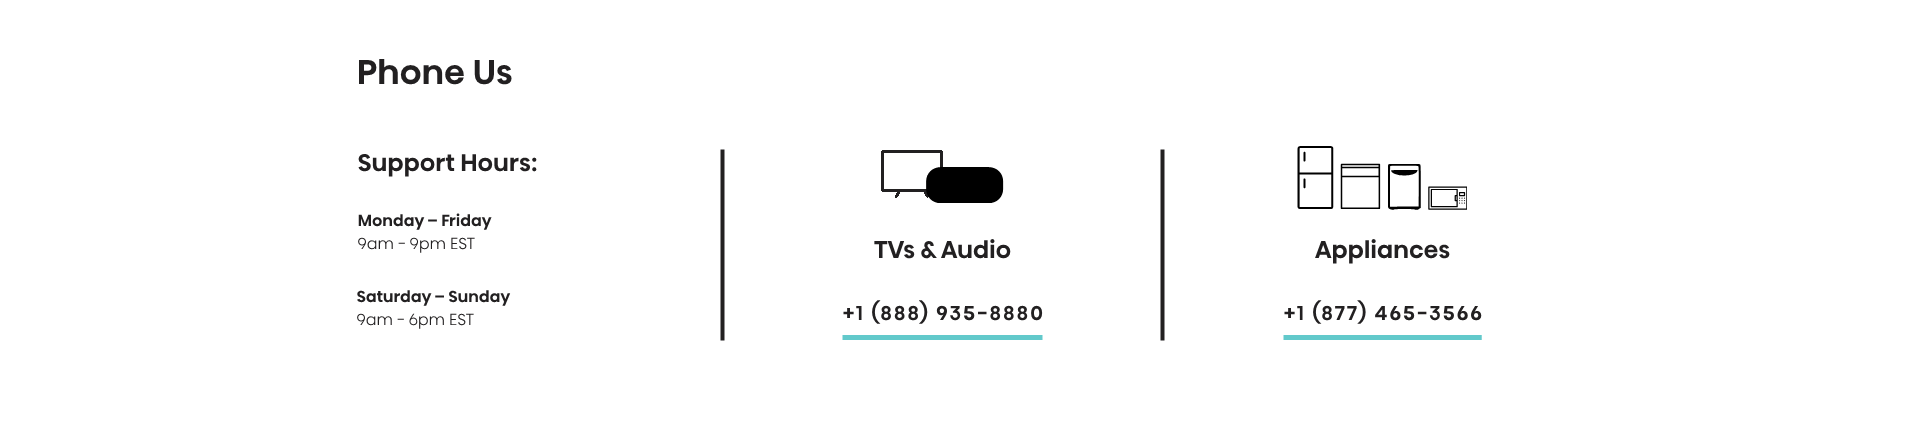 Phone Us
Support Hours:
Monday – Friday
9am - 9pm EST
Saturday – Sunday
9am - 6pm EST
TVs & Audio
+1 (888) 935-8880
Appliances
+1 (877) 465-3566